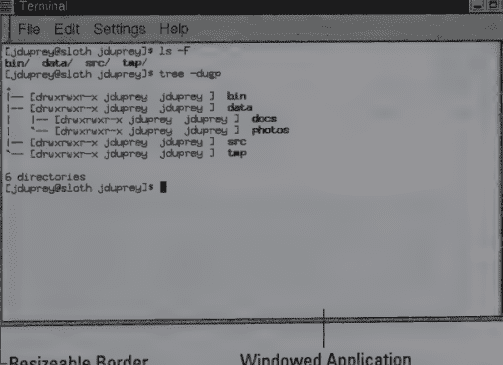 Terminal
File Edit Settings Help
[jduprey@sloth jduprey]$ ls -f
bin/ data/ src/ tmp/
[jduprey@sloth jduprey]$ tree -dugp
.
|-- [drwxrwxr-x jduprey jduprey ] bin
|-- [drwxrwxr-x jduprey jduprey ] data
| |-- [drwxrwxr-x jduprey jduprey ] docs
| `-- [drwxrwxr-x jduprey jduprey ] photos
|-- [drwxrwxr-x jduprey jduprey ] src
`-- [drwxrwxr-x jduprey jduprey ] tmp
6 directories
[jduprey@sloth jduprey]$
Resizeable Border
Windowed Application